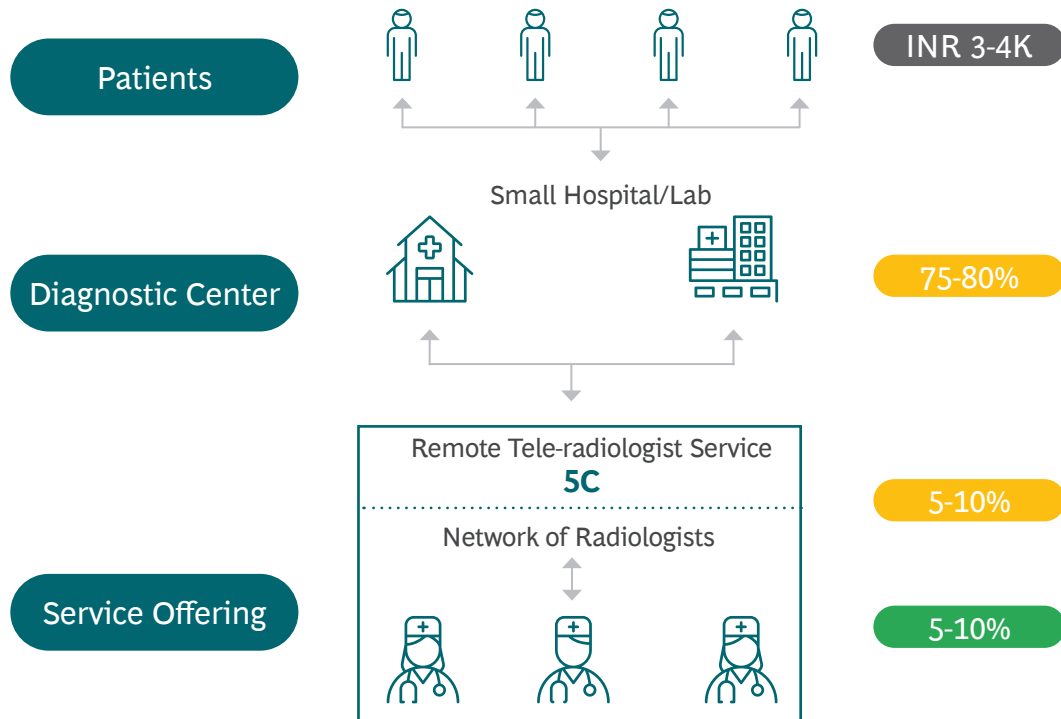 Patients
INR 3-4K
Small Hospital/Lab
Diagnostic Center
75-80%
Remote Tele-radiologist Service
5C
5-10%
Network of Radiologists
Service Offering
5-10%